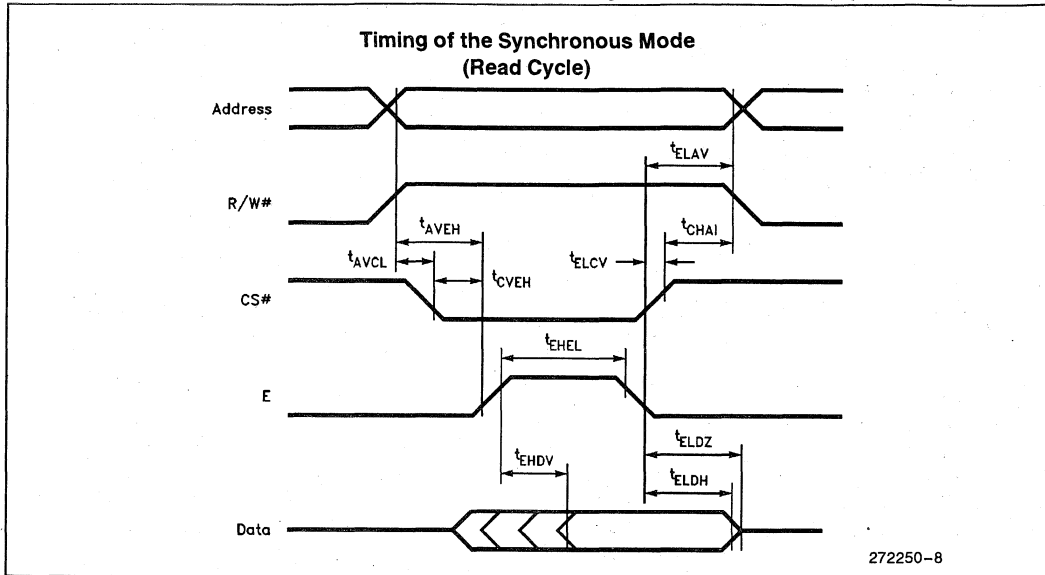 Timing of the Synchronous Mode
(Read Cycle)
Address
tELAV
R/W#
tAVEH
tCHAI
tAVCL
tELCV
tCVEH
CS#
tEHEL
E
tELDZ
tEHDV
tELDH
Data
272250-8